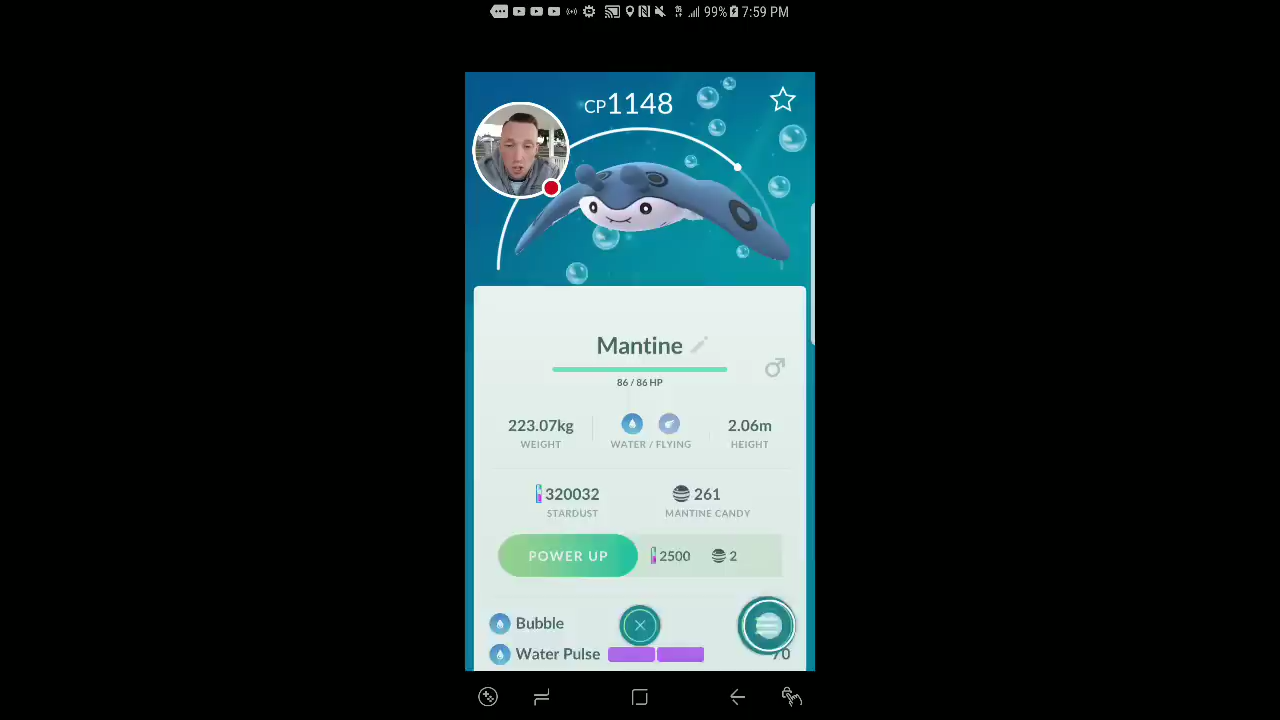 99% 7:59 PM
CP1148
Mantine
86 / 86 HP
223.07kg
WEIGHT
WATER / FLYING
2.06m
HEIGHT
320032
STARDUST
261
MANTINE CANDY
POWER UP 2500 2
Bubble
Water Pulse 70